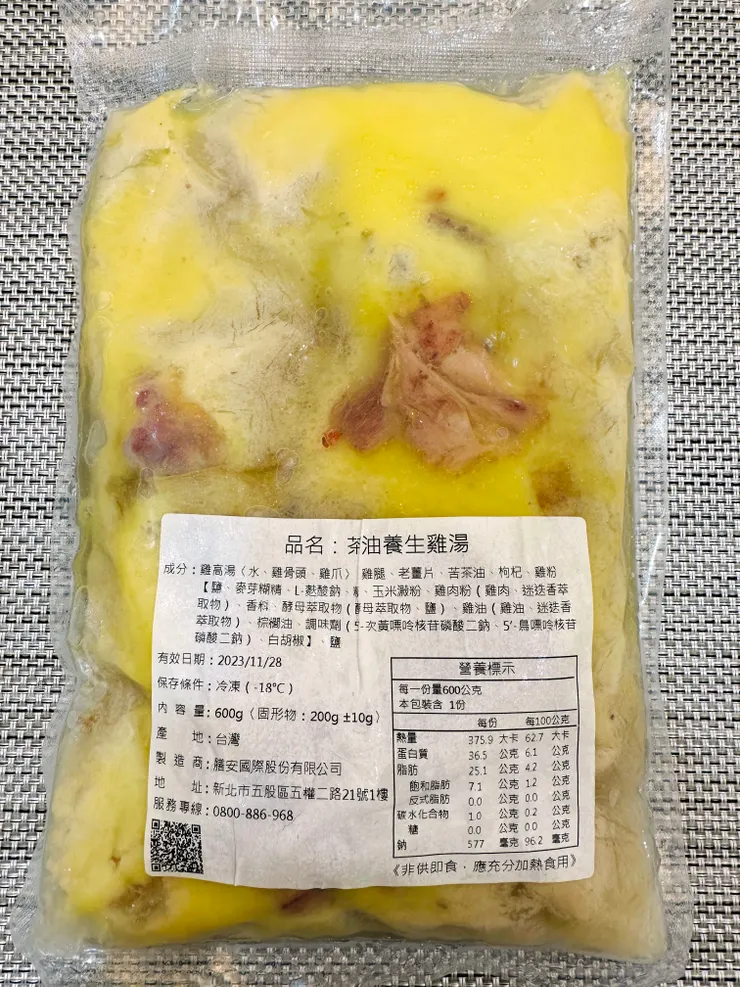 品名：茶油養生雞湯
成分：雞高湯（水、雞骨頭、雞爪）、雞腿、老薑片、苦茶油、枸杞、雞粉
【鹽、麥芽糊精、L-麩酸鈉、 、玉米澱粉、雞肉粉（雞肉、迷迭香萃
取物）、香料、酵母萃取物（酵母萃取物、鹽）、雞油（雞油、迷迭香
萃取物）、棕櫚油、調味劑（5-次黃嘌呤核苷磷酸二鈉、5'-鳥嘌呤核苷
磷酸二鈉）、白胡椒】、鹽
有效日期：2023/11/28
保存條件：冷凍（-18℃）
內容量：600g（固形物：200g ±10g）
產地：台灣
製造商：膳安國際股份有限公司
地址：新北市五股區五權二路21號1樓
服務專線：0800-886-968
營養標示
每一份量600公克
本包裝含 1份
每份 每100公克
熱量 375.9 大卡 62.7 大卡
蛋白質 36.5 公克 6.1 公克
脂肪 25.1 公克 4.2 公克
飽和脂肪 7.1 公克 1.2 公克
反式脂肪 0.0 公克 0.0 公克
碳水化合物 1.0 公克 0.2 公克
糖 0.0 公克 0.0 公克
鈉 577 毫克 96.2 毫克
《非供即食．應充分加熱食用》